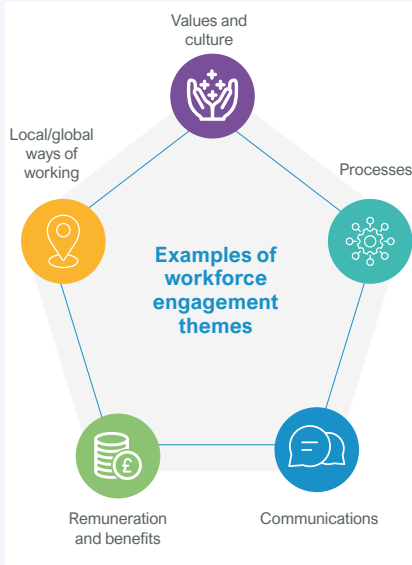 Values and
culture
Local/global
ways of
working
Processes
Examples of
workforce
engagement
themes
£
Remuneration
and benefits
Communications